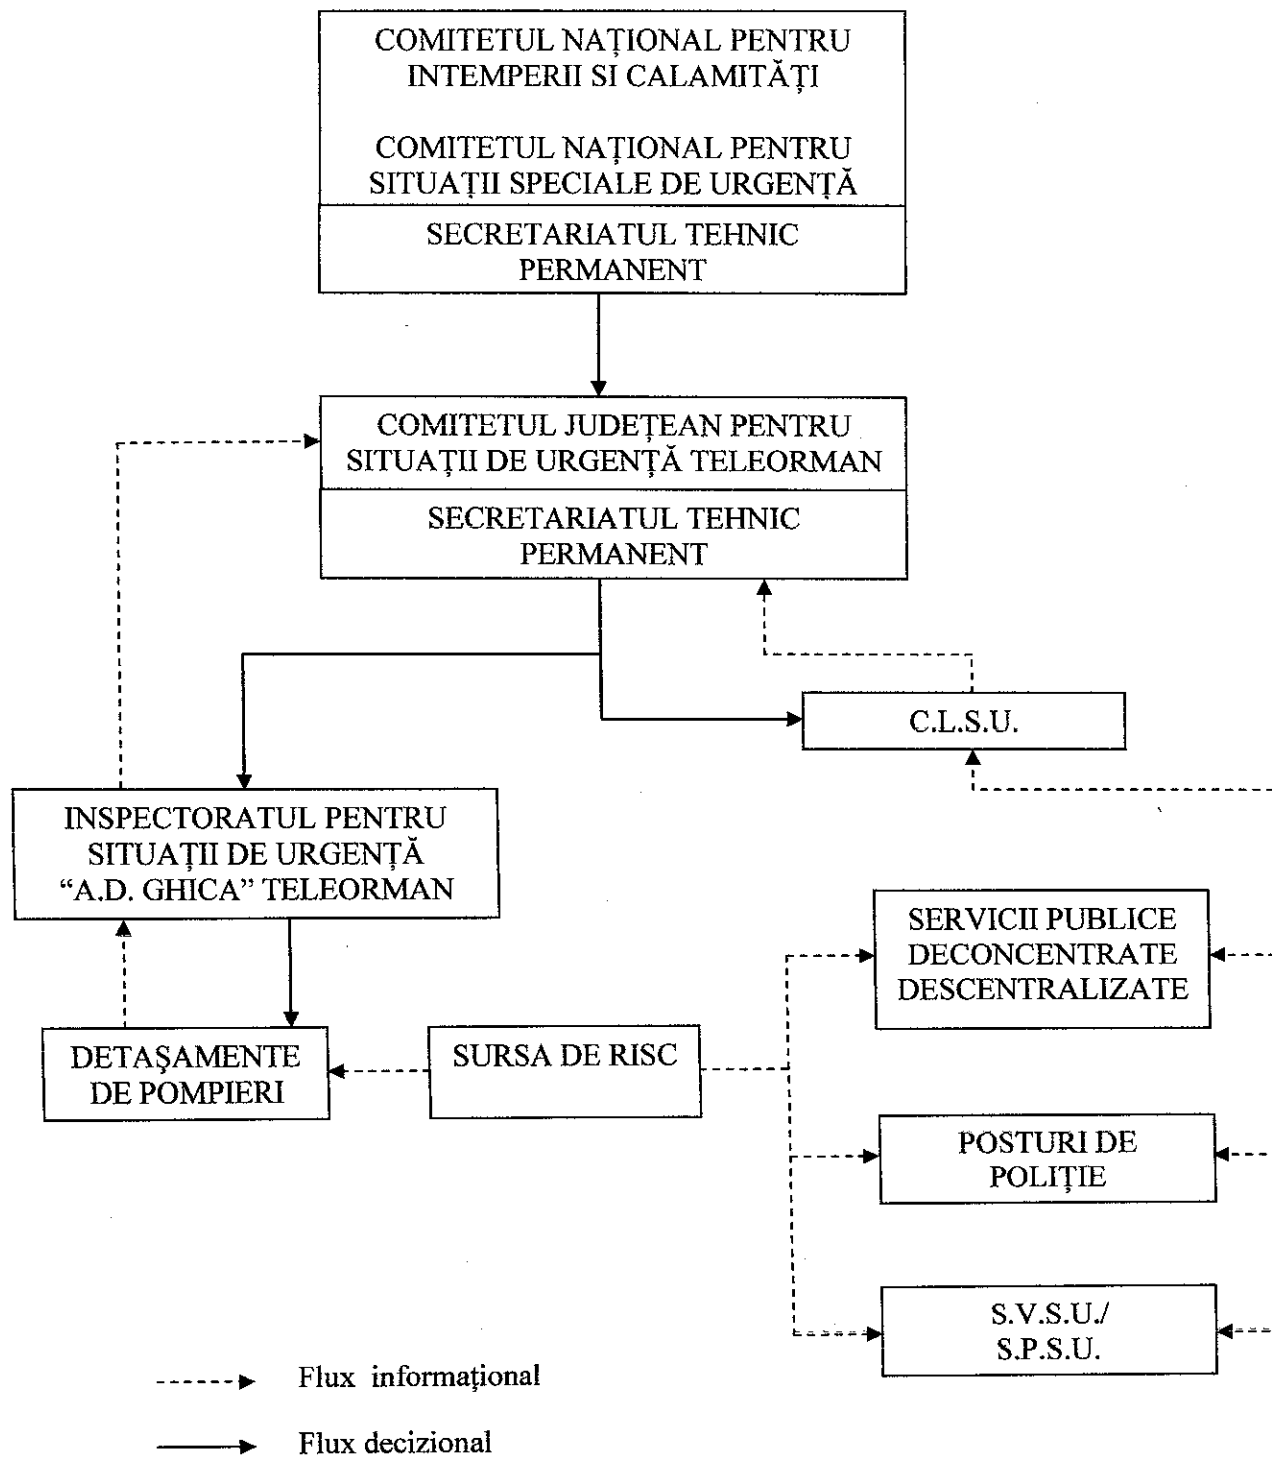 COMITETUL NAȚIONAL PENTRU
INTEMPERII SI CALAMITĂȚI
COMITETUL NAȚIONAL PENTRU
SITUAȚII SPECIALE DE URGENȚĂ
SECRETARIATUL TEHNIC
PERMANENT
COMITETUL JUDEȚEAN PENTRU
SITUAȚII DE URGENȚĂ TELEORMAN
SECRETARIATUL TEHNIC
PERMANENT
C.L.S.U.
INSPECTORATUL PENTRU
SITUAȚII DE URGENȚĂ
“A.D. GHICA” TELEORMAN
SERVICII PUBLICE
DECONCENTRATE
DESCENTRALIZATE
DETAŞAMENTE
DE POMPIERI
SURSA DE RISC
POSTURI DE
POLIȚIE
S.V.S.U./
S.P.S.U.
Flux informațional
Flux decizional